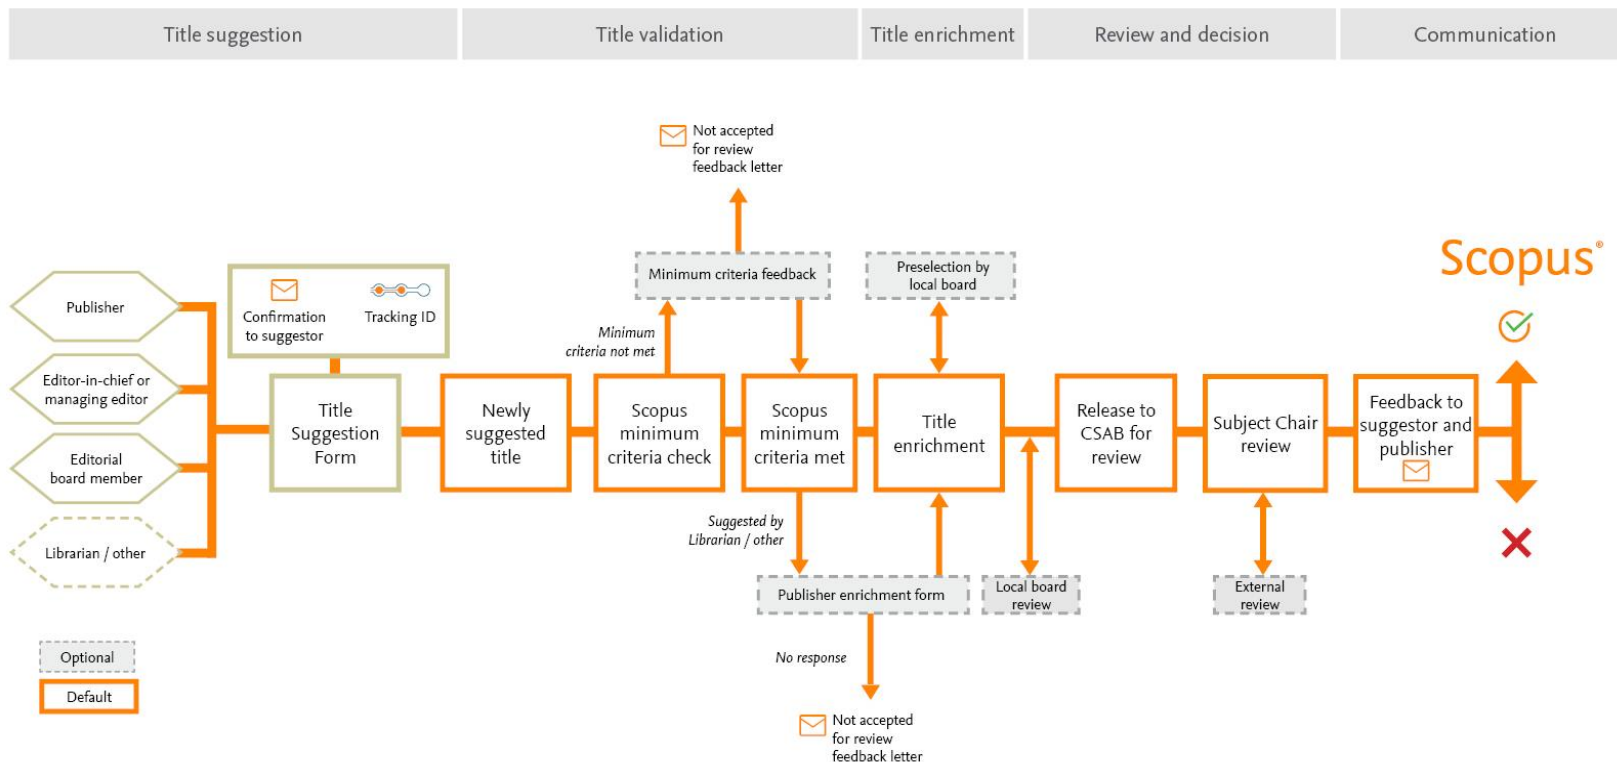 Title suggestion
Title validation
Title enrichment
Review and decision
Communication
Not accepted
for review
feedback letter
Scopus®
Minimum criteria feedback
Preselection by
local board
Publisher
Confirmation
to suggestor
Tracking ID
Minimum
criteria not met
Editor-in-chief or
managing editor
Title
Suggestion
Form
Newly
suggested
title
Scopus
minimum
criteria check
Scopus
minimum
criteria met
Title
enrichment
Release to
CSAB for
review
Subject Chair
review
Feedback to
suggestor and
publisher
Editorial
board member
Suggested by
Librarian / other
Librarian / other
Publisher enrichment form
Local board
review
External
review
No response
Optional
Default
Not accepted
for review
feedback letter